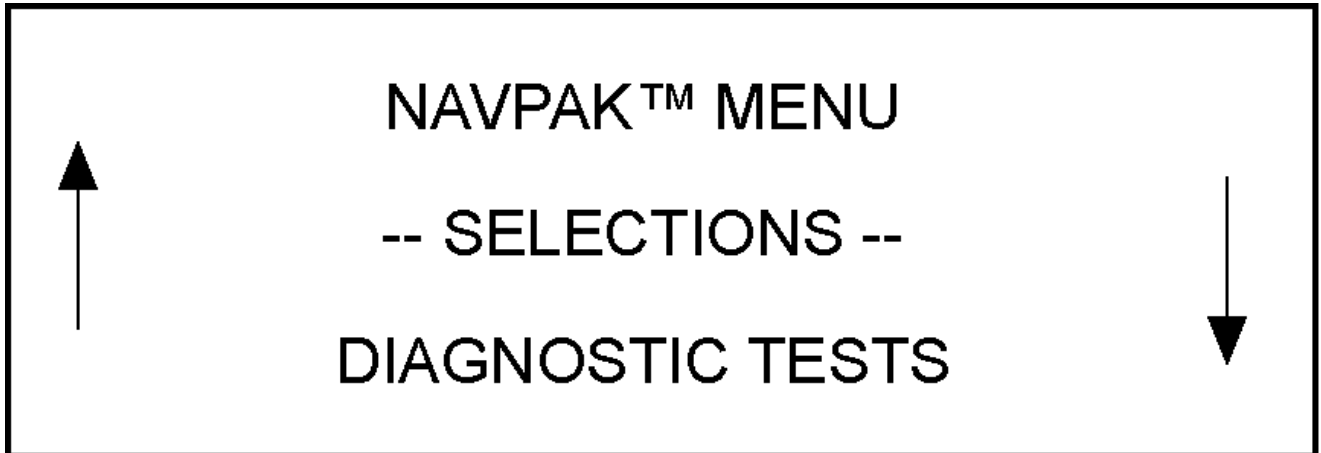 NAVPAK™ MENU
-- SELECTIONS --
DIAGNOSTIC TESTS